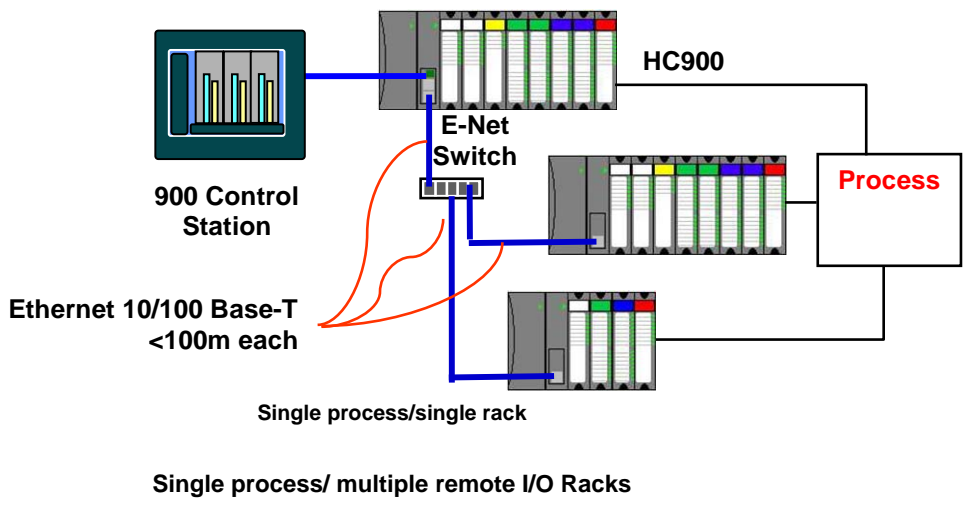 HC900
E-Net
Switch
900 Control
Station
Process
Ethernet 10/100 Base-T
<100m each
Single process/single rack
Single process/ multiple remote I/O Racks